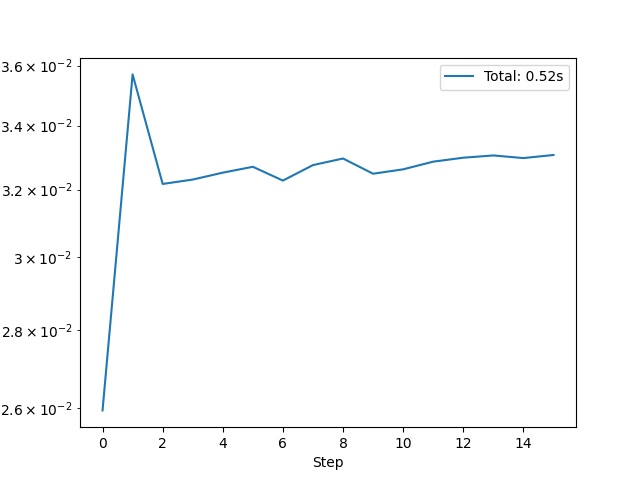 Total: 0.52s
3.6 × 10⁻²
3.4 × 10⁻²
3.2 × 10⁻²
3 × 10⁻²
2.8 × 10⁻²
2.6 × 10⁻²
0 2 4 6 8 10 12 14
Step